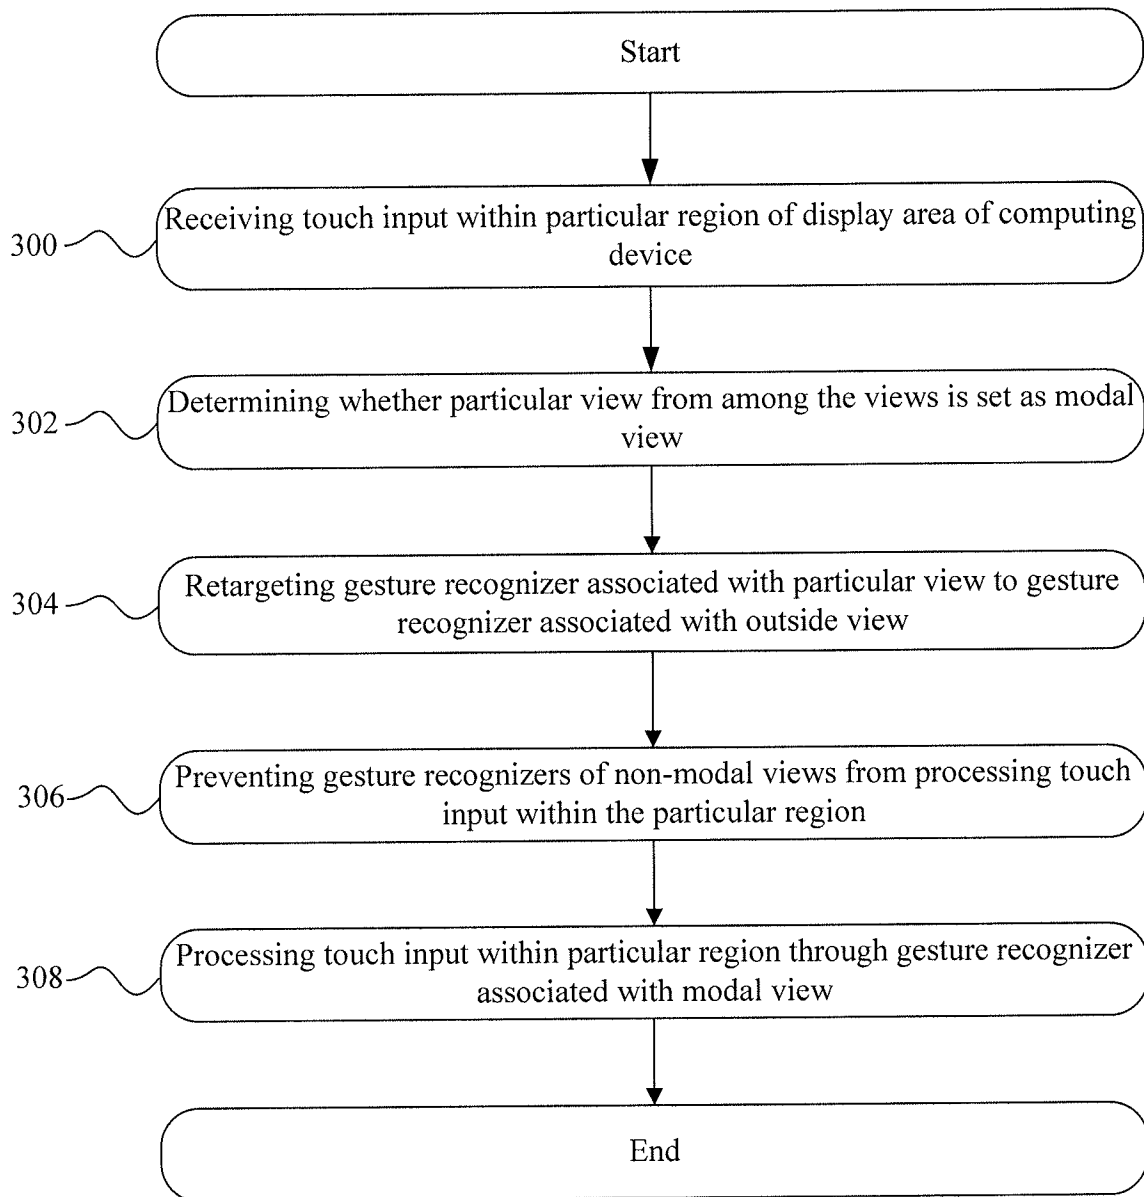 Start
Receiving touch input within particular region of display area of computing
device
300
Determining whether particular view from among the views is set as modal
view
302
Retargeting gesture recognizer associated with particular view to gesture
recognizer associated with outside view
304
Preventing gesture recognizers of non-modal views from processing touch
input within the particular region
306
Processing touch input within particular region through gesture recognizer
associated with modal view
308
End